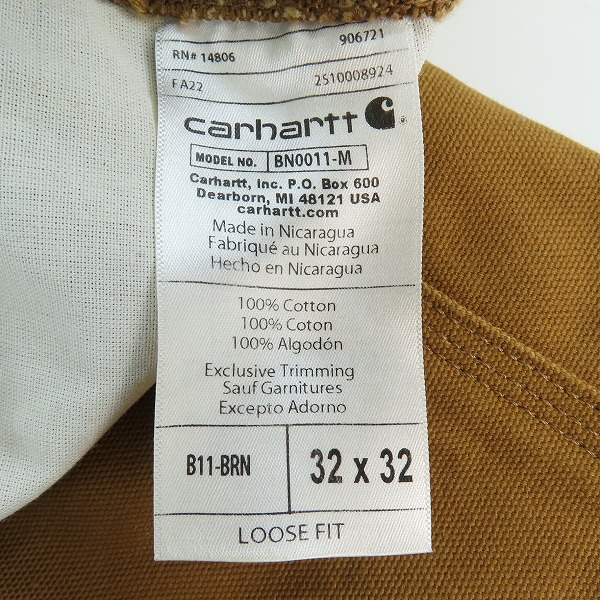 RN# 14806 906721
FA22 2510008924
carhartt
MODEL NO. BN0011-M
Carhartt, Inc. P.O. Box 600
Dearborn, MI 48121 USA
carhartt.com
Made in Nicaragua
Fabriqué au Nicaragua
Hecho en Nicaragua
100% Cotton
100% Coton
100% Algodón
Exclusive Trimming
Sauf Garnitures
Excepto Adorno
B11-BRN 32 x 32
LOOSE FIT